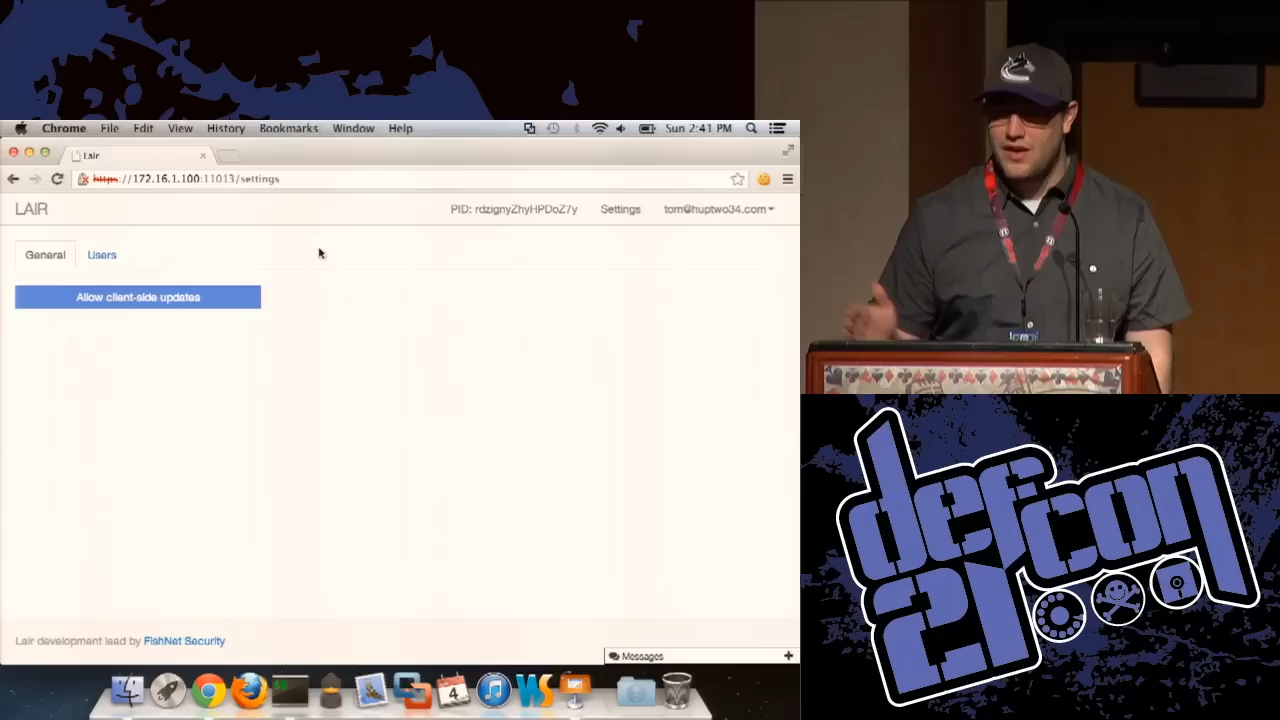 Chrome File Edit View History Bookmarks Window Help Sun 2:41 PM
Lair
https://172.16.1.100:11013/settings
LAIR PID: rdzignyZhyHPDoZ7y Settings tom@huptwo34.com
General Users
Allow client-side updates
Lair development lead by FishNet Security
Messages
4
WS
defcon
21